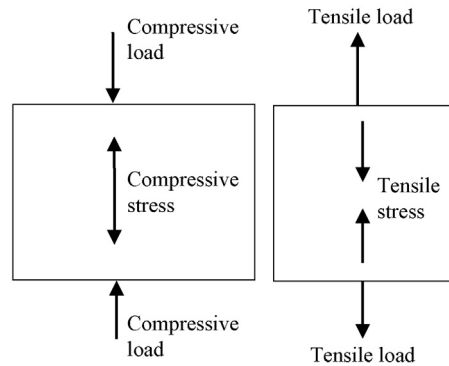 Compressive
load
Compressive
stress
Compressive
load
Tensile load
Tensile
stress
Tensile load